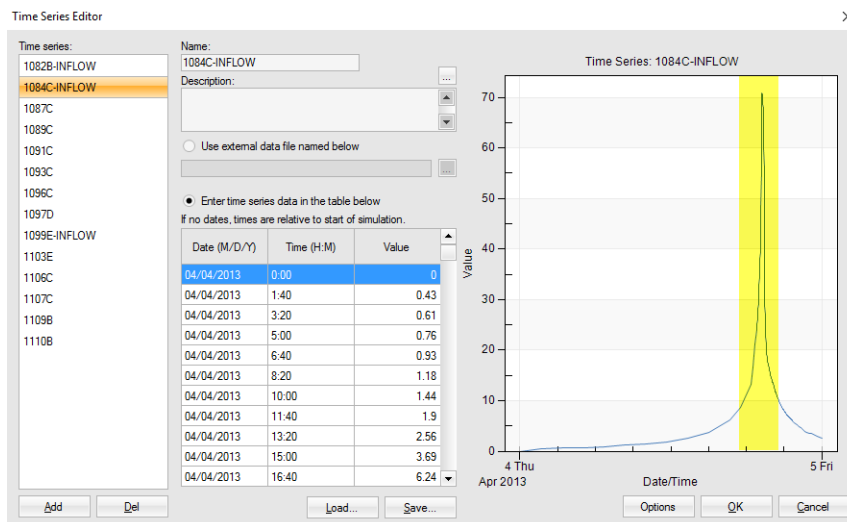 Time Series Editor
Time series:
1082B-INFLOW
1084C-INFLOW
1087C
1089C
1091C
1093C
1096C
1097D
1099E-INFLOW
1103E
1106C
1107C
1109B
1110B
Add
Del
Name:
1084C-INFLOW
Description:
...
Use external data file named below
...
Enter time series data in the table below
If no dates, times are relative to start of simulation.
Date (M/D/Y) Time (H:M) Value
04/04/2013 0:00 0
04/04/2013 1:40 0.43
04/04/2013 3:20 0.61
04/04/2013 5:00 0.76
04/04/2013 6:40 0.93
04/04/2013 8:20 1.18
04/04/2013 10:00 1.44
04/04/2013 11:40 1.9
04/04/2013 13:20 2.56
04/04/2013 15:00 3.69
04/04/2013 16:40 6.24
Load...
Save...
Time Series: 1084C-INFLOW
Value
70
60
50
40
30
20
10
0
4 Thu
5 Fri
Apr 2013
Date/Time
Options
OK
Cancel